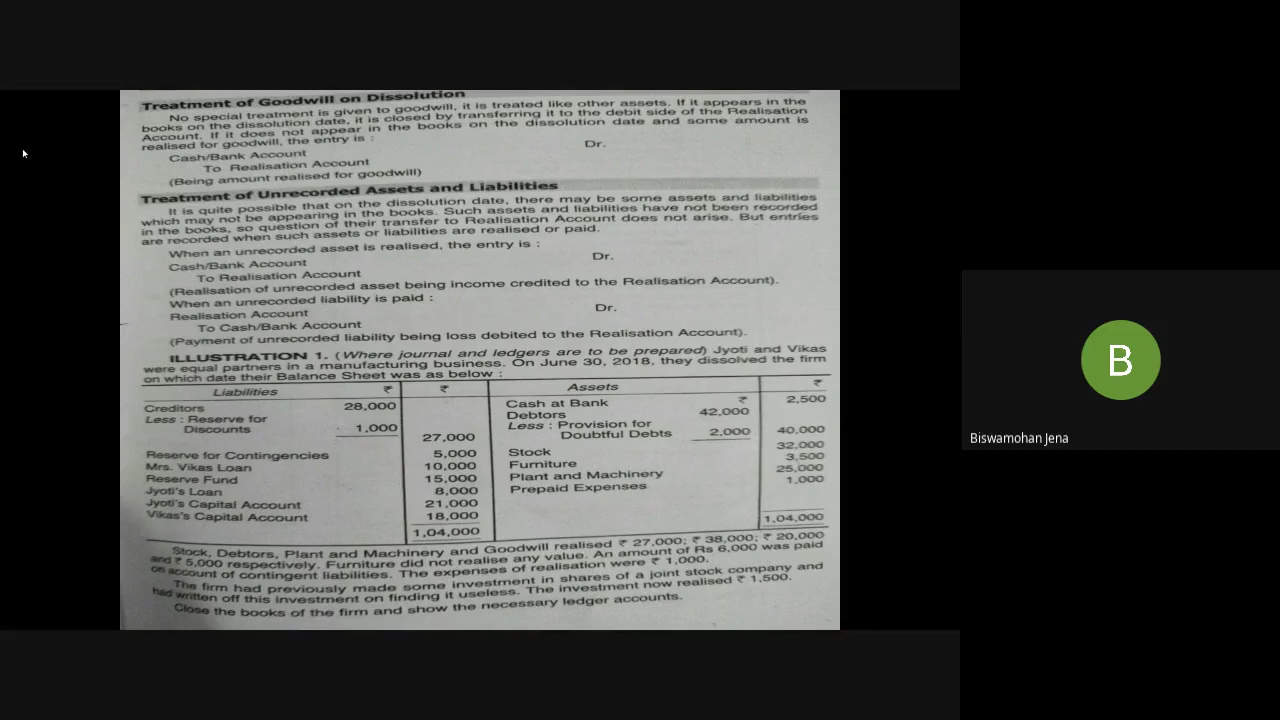 Treatment of Goodwill on Dissolution
No special treatment is given to goodwill, it is treated like other assets. If it appears in the
books on the dissolution date, it is closed by transferring it to the debit side of the Realisation
Account. If it does not appear in the books on the dissolution date and some amount is
realised for goodwill, the entry is :
Cash/Bank Account Dr.
To Realisation Account
(Being amount realised for goodwill)
Treatment of Unrecorded Assets and Liabilities
It is quite possible that on the dissolution date, there may be some assets and liabilities
which may not be appearing in the books. Such assets and liabilities have not been recorded
in the books, so question of their transfer to Realisation Account does not arise. But entries
are recorded when such assets or liabilities are realised or paid.
When an unrecorded asset is realised, the entry is :
Cash/Bank Account Dr.
To Realisation Account
(Realisation of unrecorded asset being income credited to the Realisation Account).
When an unrecorded liability is paid :
Realisation Account Dr.
To Cash/Bank Account
(Payment of unrecorded liability being loss debited to the Realisation Account).
ILLUSTRATION 1. (Where journal and ledgers are to be prepared) Jyoti and Vikas
were equal partners in a manufacturing business. On June 30, 2018, they dissolved the firm
on which date their Balance Sheet was as below :
Liabilities ₹ ₹ Assets ₹
Creditors 28,000 Cash at Bank ₹ 2,500
Less : Reserve for Debtors 42,000
Discounts 1,000 27,000 Less : Provision for
Doubtful Debts 2,000 40,000
Reserve for Contingencies 5,000 Stock 32,000
Mrs. Vikas Loan 10,000 Furniture 3,500
Reserve Fund 15,000 Plant and Machinery 25,000
Jyoti's Loan 8,000 Prepaid Expenses 1,000
Jyoti's Capital Account 21,000
Vikas's Capital Account 18,000
1,04,000 1,04,000
Stock, Debtors, Plant and Machinery and Goodwill realised ₹ 27,000; ₹ 38,000; ₹ 20,000
and ₹ 5,000 respectively. Furniture did not realise any value. An amount of Rs 6,000 was paid
on account of contingent liabilities. The expenses of realisation were ₹ 1,000.
The firm had previously made some investment in shares of a joint stock company and
had written off this investment on finding it useless. The investment now realised ₹ 1,500.
Close the books of the firm and show the necessary ledger accounts.
B
Biswamohan Jena